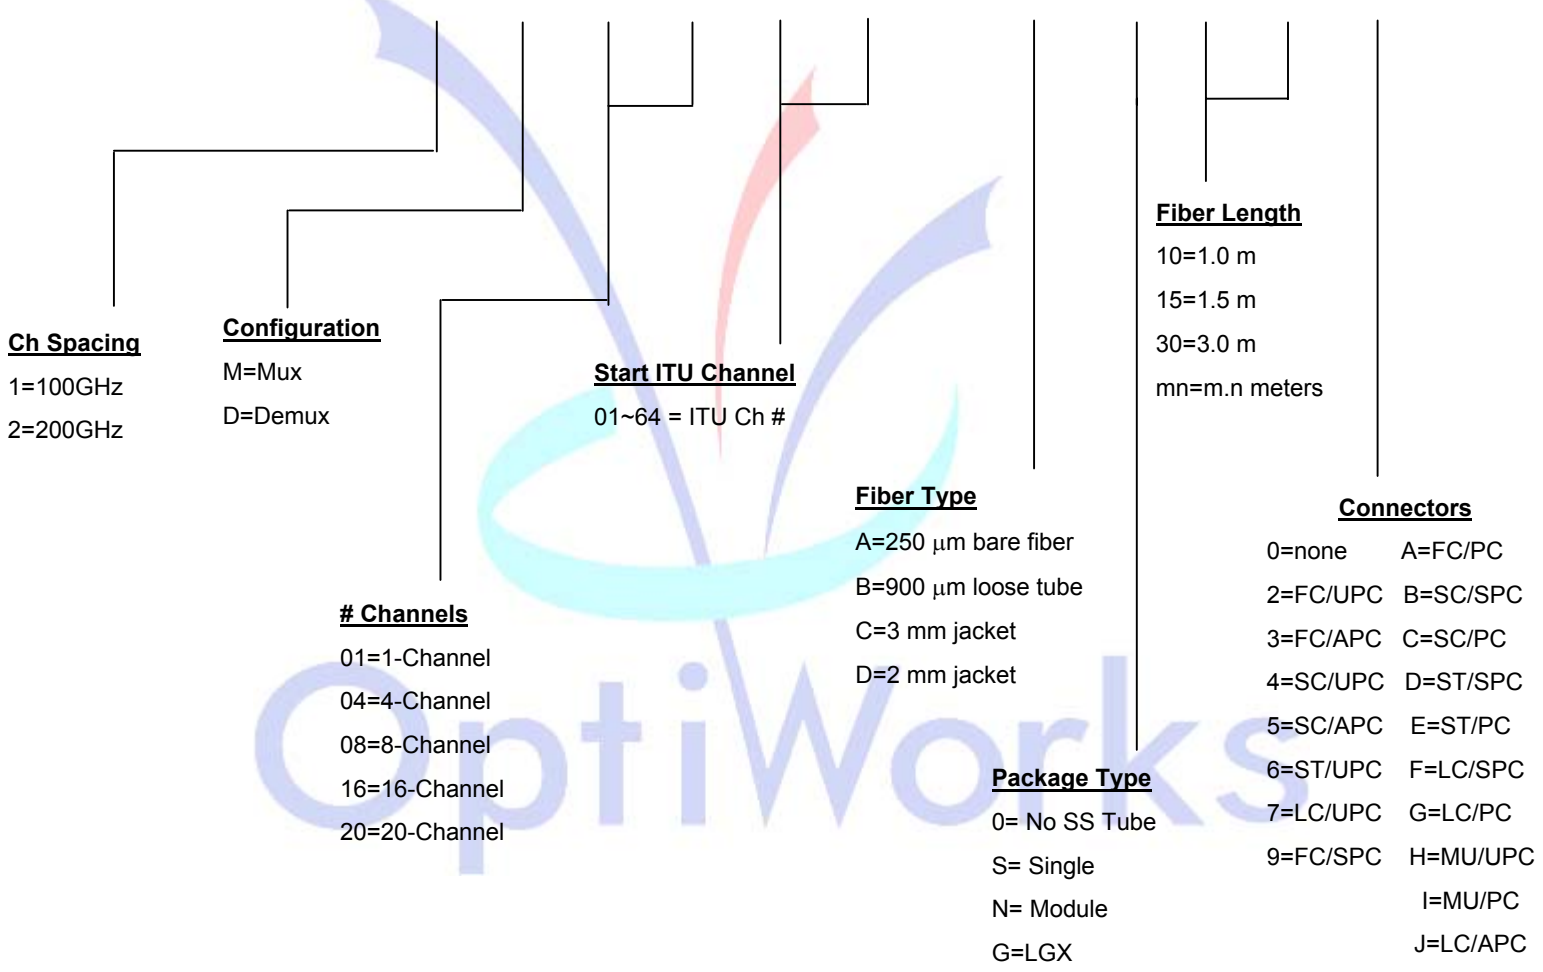 Ch Spacing
1=100GHz
2=200GHz
Configuration
M=Mux
D=Demux
# Channels
01=1-Channel
04=4-Channel
08=8-Channel
16=16-Channel
20=20-Channel
Start ITU Channel
01~64 = ITU Ch #
Fiber Type
A=250 μm bare fiber
B=900 μm loose tube
C=3 mm jacket
D=2 mm jacket
Package Type
0= No SS Tube
S= Single
N= Module
G=LGX
Fiber Length
10=1.0 m
15=1.5 m
30=3.0 m
mn=m.n meters
Connectors
0=none A=FC/PC
2=FC/UPC B=SC/SPC
3=FC/APC C=SC/PC
4=SC/UPC D=ST/SPC
5=SC/APC E=ST/PC
6=ST/UPC F=LC/SPC
7=LC/UPC G=LC/PC
9=FC/SPC H=MU/UPC
I=MU/PC
J=LC/APC
OptiWorks